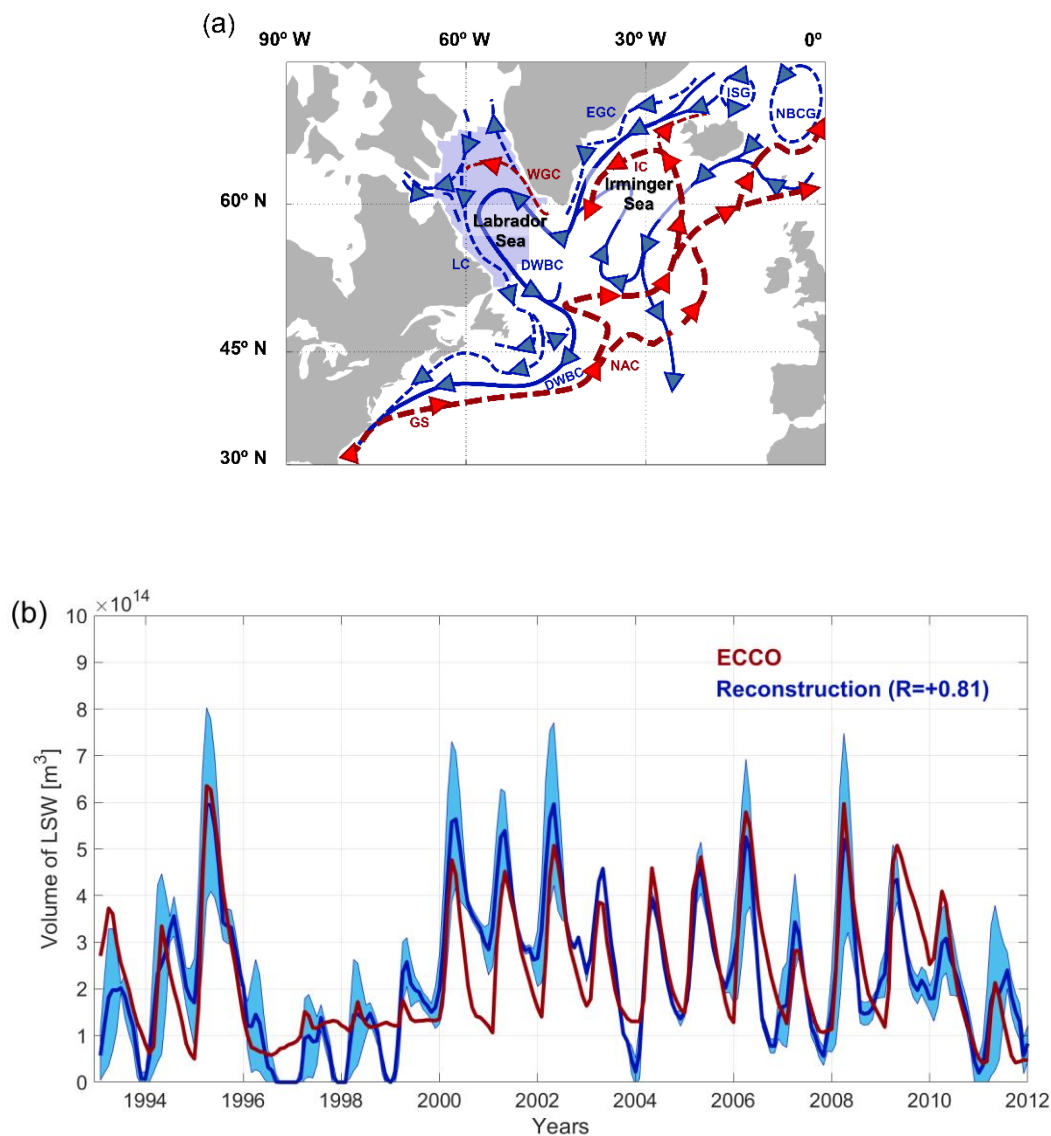 (a)
90º W 60º W 30º W 0º
EGC
ISG
NBCG
WGC
IC
Irminger
Sea
60º N
Labrador
Sea
LC
DWBC
45º N
DWBC
NAC
GS
30º N
(b)
×10^14
10
9
8
7
6
5
4
3
2
1
0
Volume of LSW [m³]
ECCO
Reconstruction (R=+0.81)
1994 1996 1998 2000 2002 2004 2006 2008 2010 2012
Years